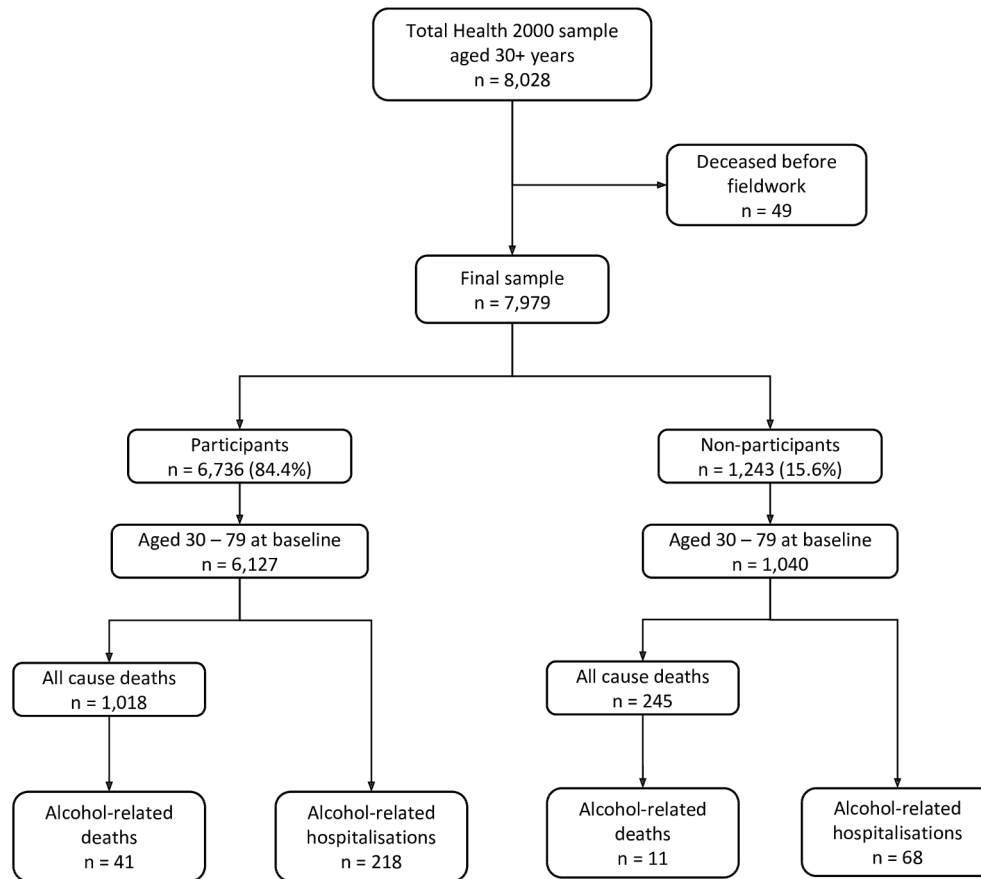 Total Health 2000 sample
aged 30+ years
n = 8,028
Deceased before
fieldwork
n = 49
Final sample
n = 7,979
Participants
n = 6,736 (84.4%)
Non-participants
n = 1,243 (15.6%)
Aged 30 – 79 at baseline
n = 6,127
Aged 30 – 79 at baseline
n = 1,040
All cause deaths
n = 1,018
All cause deaths
n = 245
Alcohol-related
deaths
n = 41
Alcohol-related
hospitalisations
n = 218
Alcohol-related
deaths
n = 11
Alcohol-related
hospitalisations
n = 68